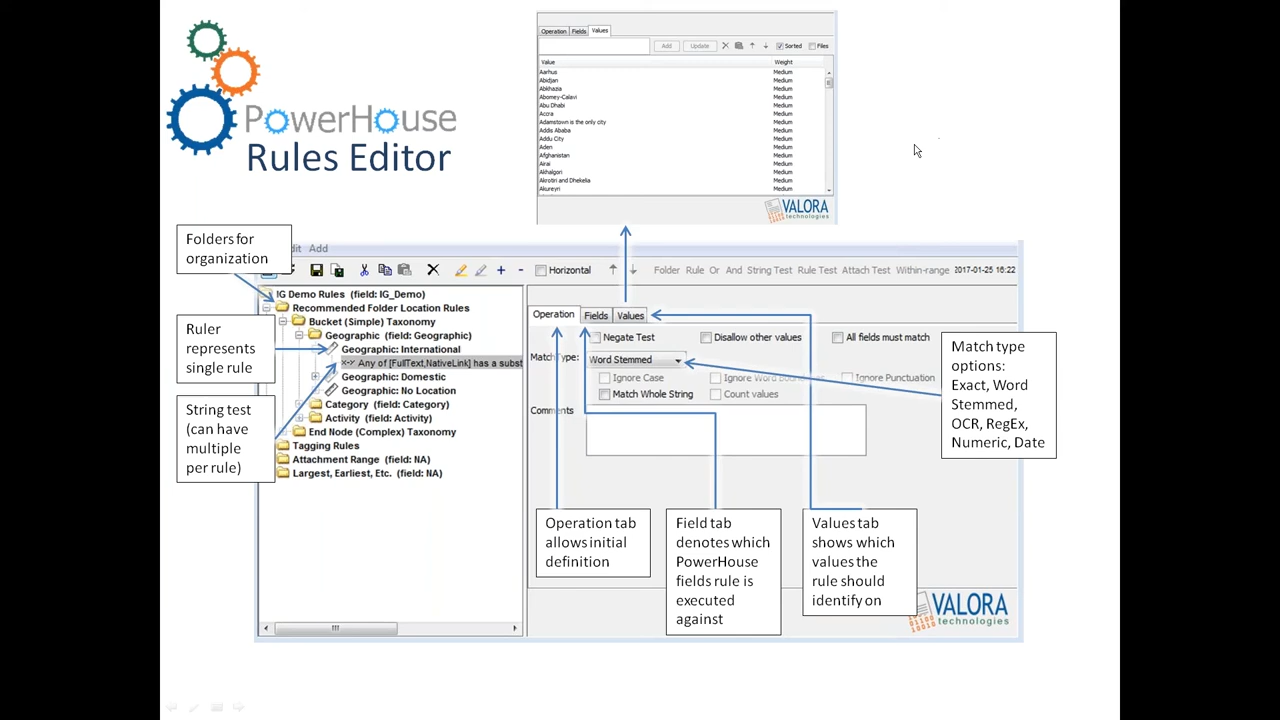 PowerHouse
Rules Editor
Operation Fields Values
Add Update Sorted Files
Value Weight
Aarhus Medium
Abidjan Medium
Abkhazia Medium
Abomey-Calavi Medium
Abu Dhabi Medium
Accra Medium
Adamstown is the only city Medium
Addis Ababa Medium
Addu City Medium
Aden Medium
Afghanistan Medium
Airai Medium
Akhalgori Medium
Akrotiri and Dhekelia Medium
Akureyri Medium
VALORA
technologies
Folders for
organization
Ruler
represents
single rule
String test
(can have
multiple
per rule)
Add
Horizontal Folder Rule Or And String Test Rule Test Attach Test Within-range 2017-01-25 16:22
IG Demo Rules (field: IG_Demo)
Recommended Folder Location Rules
Bucket (Simple) Taxonomy
Geographic (field: Geographic)
Geographic: International
Any of [FullText,NativeLink] has a subst
Geographic: Domestic
Geographic: No Location
Category (field: Category)
Activity (field: Activity)
End Node (Complex) Taxonomy
Tagging Rules
Attachment Range (field: NA)
Largest, Earliest, Etc. (field: NA)
Operation Fields Values
Negate Test Disallow other values All fields must match
Match Type: Word Stemmed
Ignore Case Ignore Word Ignore Punctuation
Match Whole String Count values
Comments
Match type
options:
Exact, Word
Stemmed,
OCR, RegEx,
Numeric, Date
Operation tab
allows initial
definition
Field tab
denotes which
PowerHouse
fields rule is
executed
against
Values tab
shows which
values the
rule should
identify on
VALORA
technologies